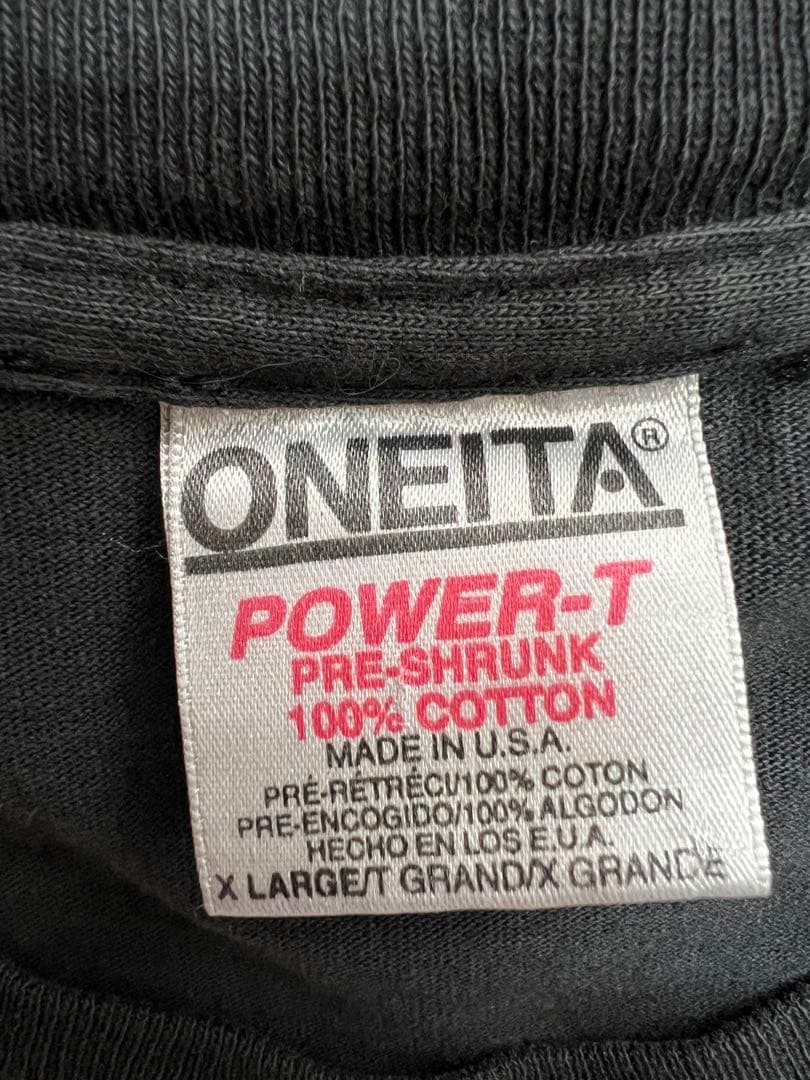 ONEITA®
POWER-T
PRE-SHRUNK
100% COTTON
MADE IN U.S.A.
PRÉ-RÉTRÉCI/100% COTON
PRE-ENCOGIDO/100% ALGODON
HECHO EN LOS E.U.A.
X LARGE/T GRAND/X GRANDE